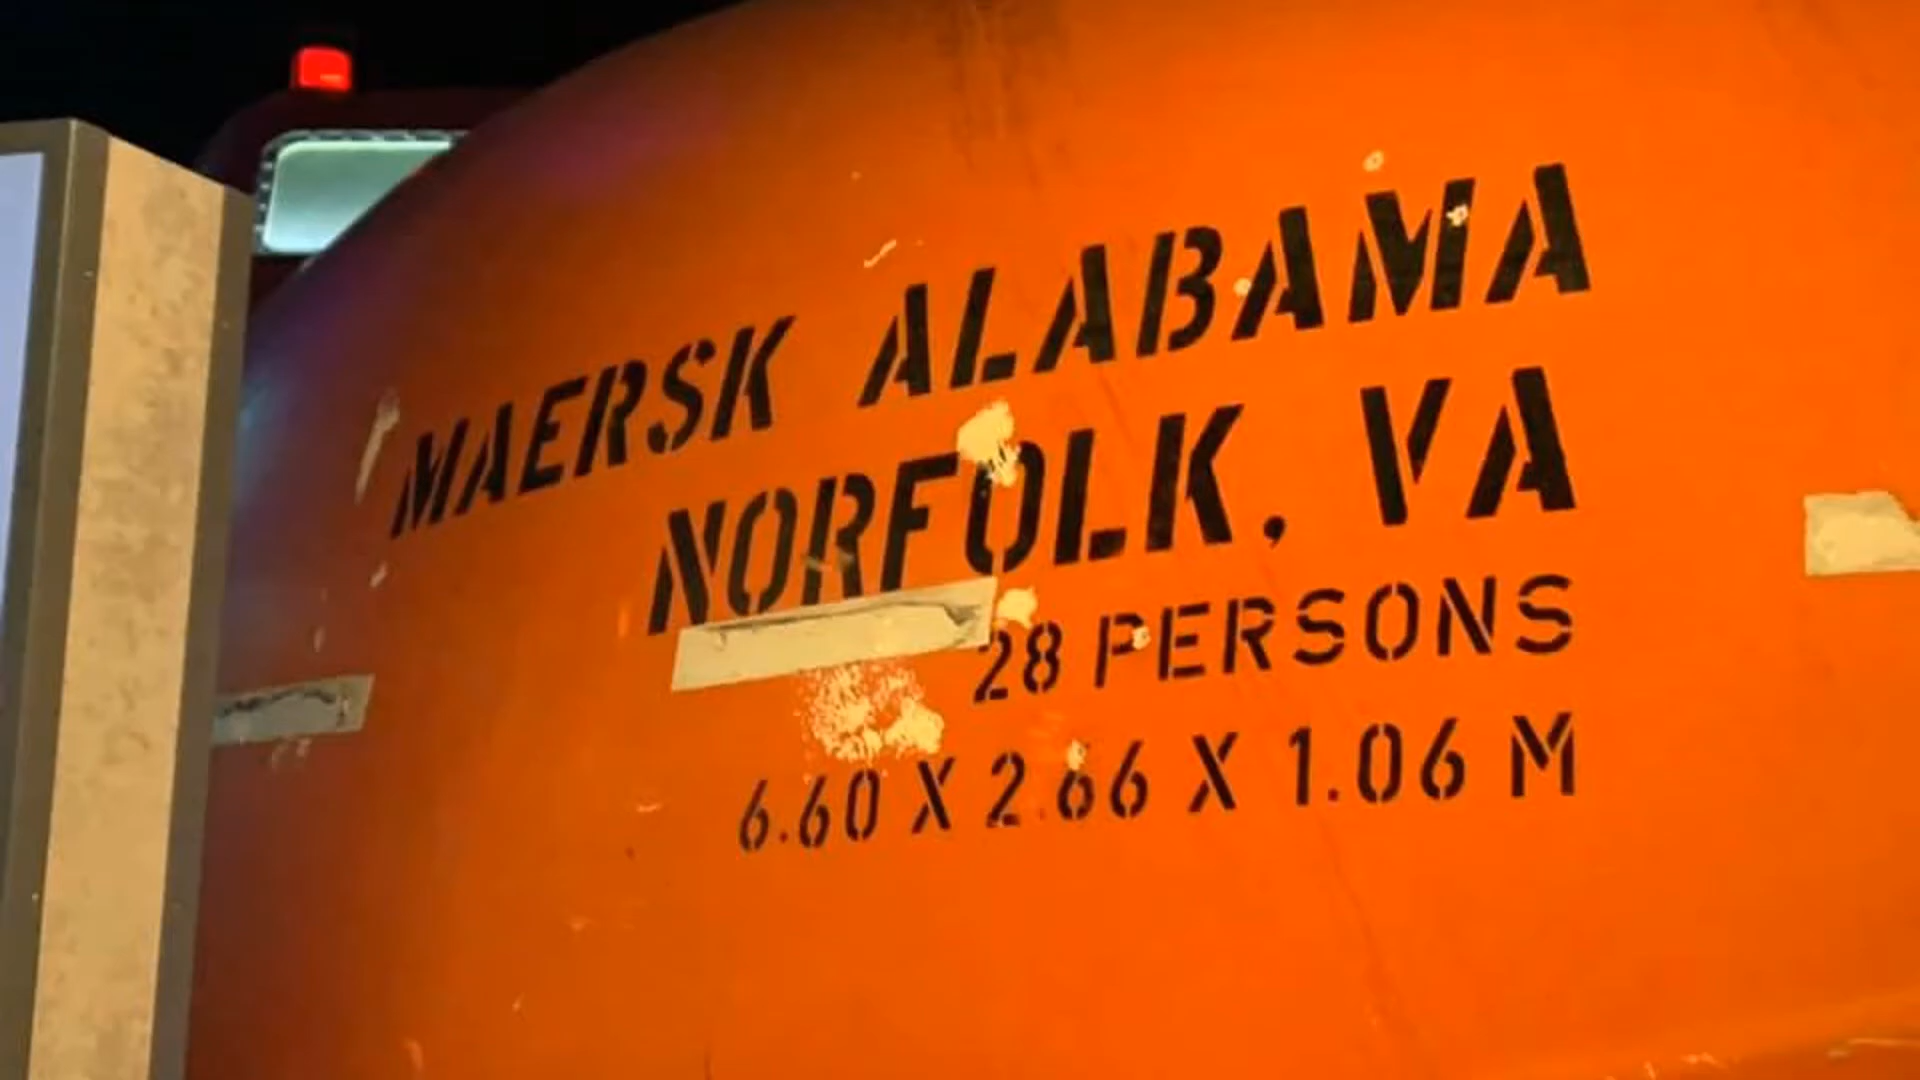 MAERSK ALABAMA
NORFOLK, VA
28 PERSONS
6.60 X 2.66 X 1.06 M